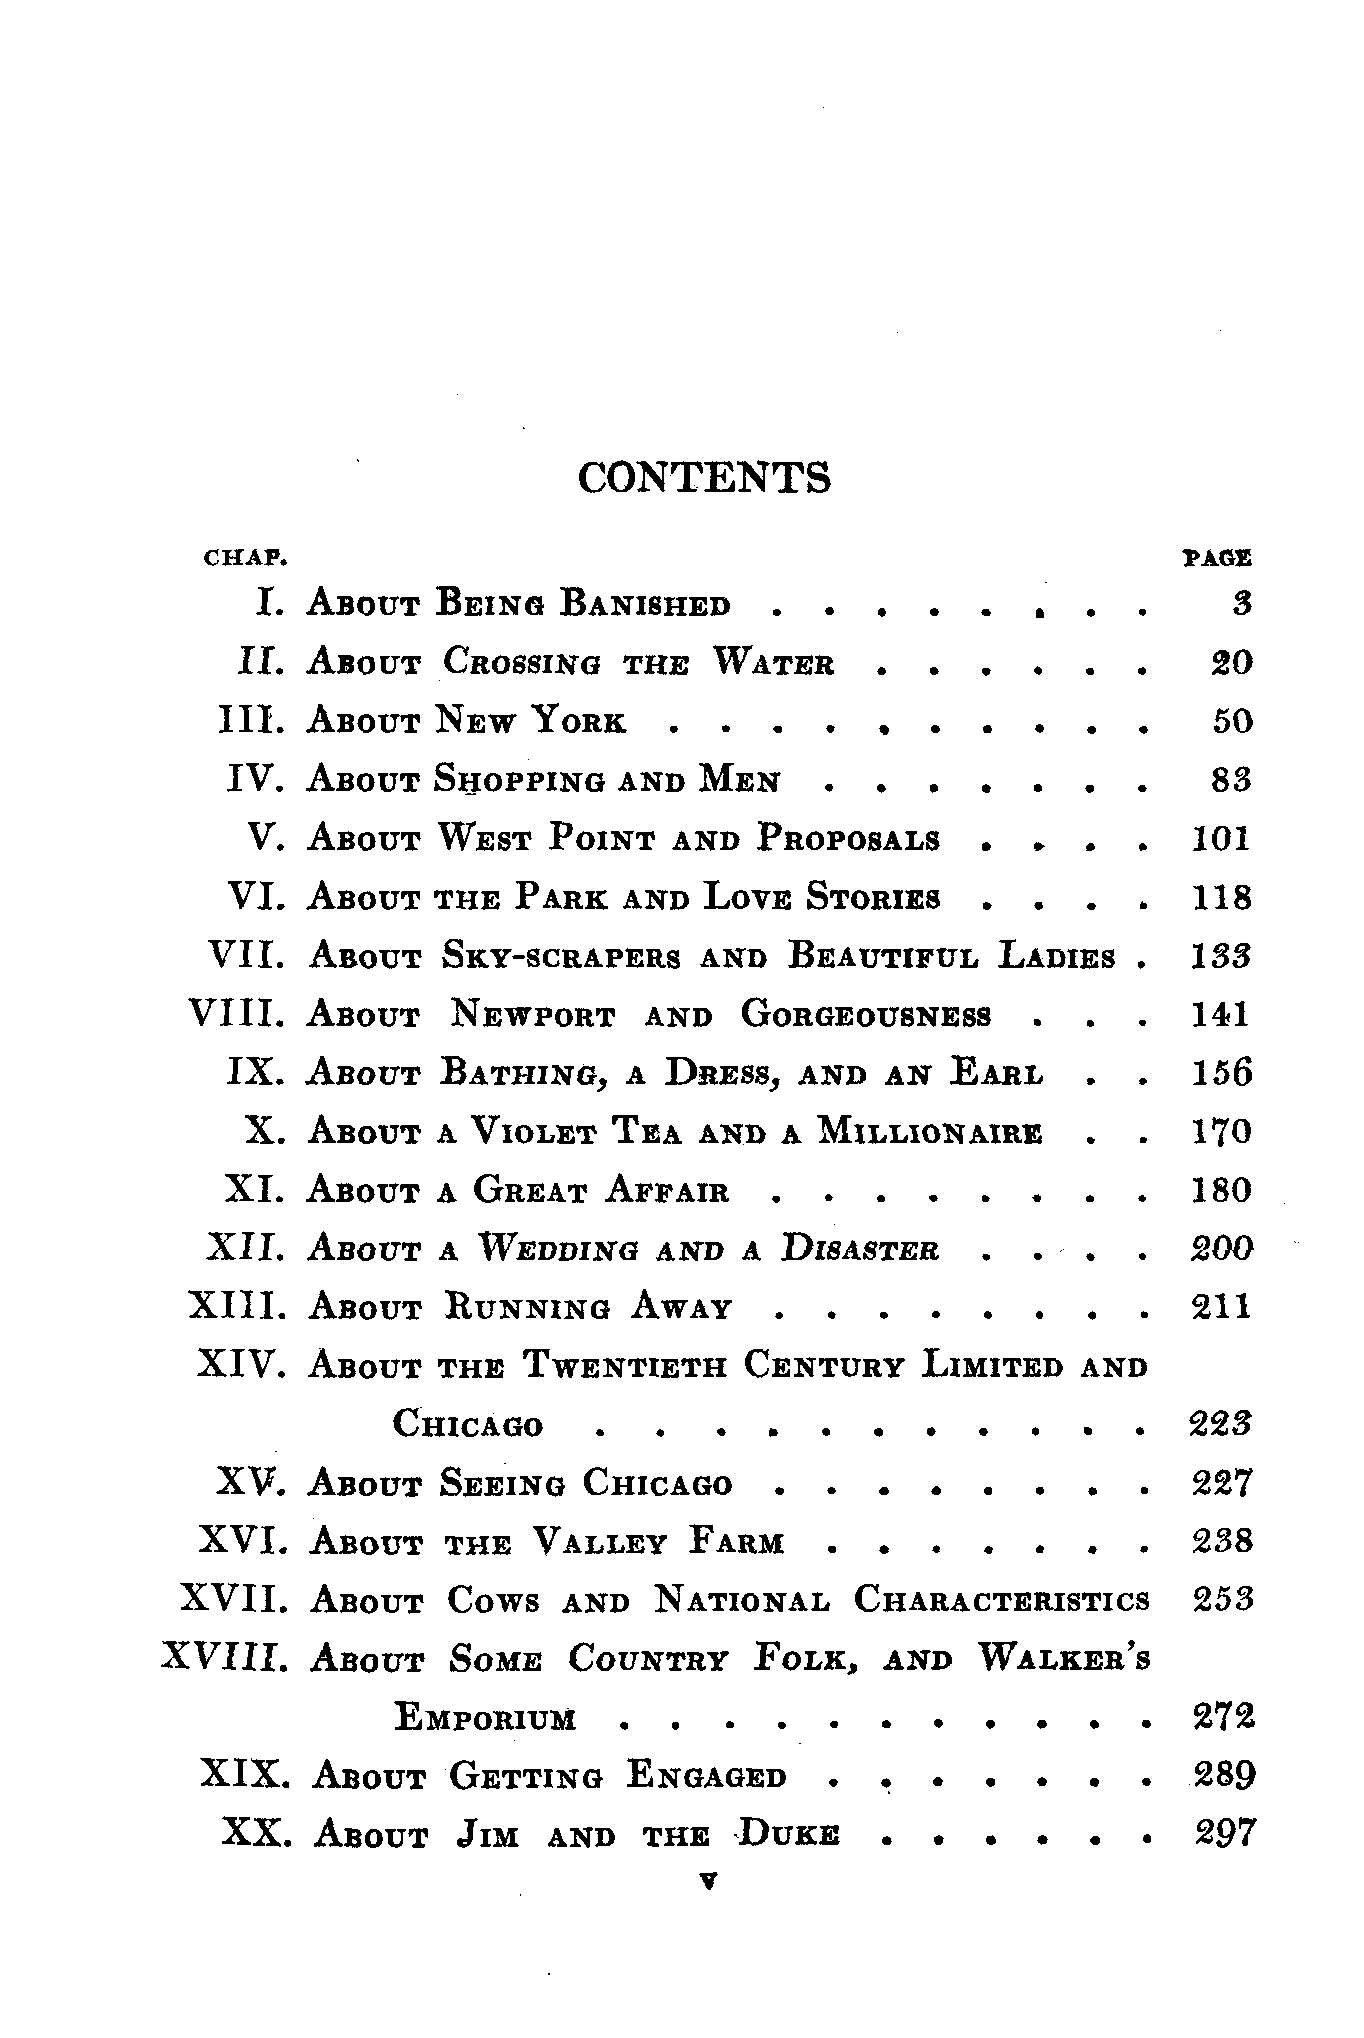 CONTENTS
CHAP. PAGE
I. About Being Banished . . . . . . . . 3
II. About Crossing the Water . . . . . . 20
III. About New York . . . . . . . . . . 50
IV. About Shopping and Men . . . . . . . 83
V. About West Point and Proposals . . . . 101
VI. About the Park and Love Stories . . . . 118
VII. About Sky-scrapers and Beautiful Ladies . 133
VIII. About Newport and Gorgeousness . . . 141
IX. About Bathing, a Dress, and an Earl . . 156
X. About a Violet Tea and a Millionaire . . 170
XI. About a Great Affair . . . . . . . . 180
XII. About a Wedding and a Disaster . . . . 200
XIII. About Running Away . . . . . . . . 211
XIV. About the Twentieth Century Limited and
Chicago . . . . . . . . . . . 223
XV. About Seeing Chicago . . . . . . . . 227
XVI. About the Valley Farm . . . . . . . 238
XVII. About Cows and National Characteristics 253
XVIII. About Some Country Folk, and Walker's
Emporium . . . . . . . . . . . 272
XIX. About Getting Engaged . . . . . . . 289
XX. About Jim and the Duke . . . . . . 297
v